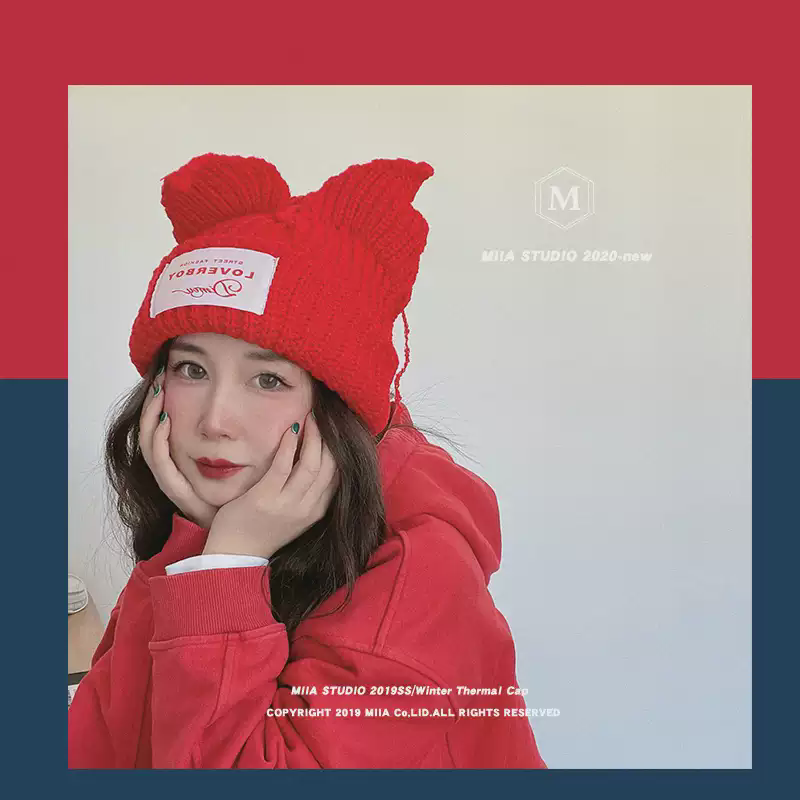 M
MIIA STUDIO 2020-new
STREET FASHION
LOVERBOY
MIIA STUDIO 2019SS/Winter Thermal Cap
COPYRIGHT 2019 MIIA Co,LID.ALL RIGHTS RESERVED